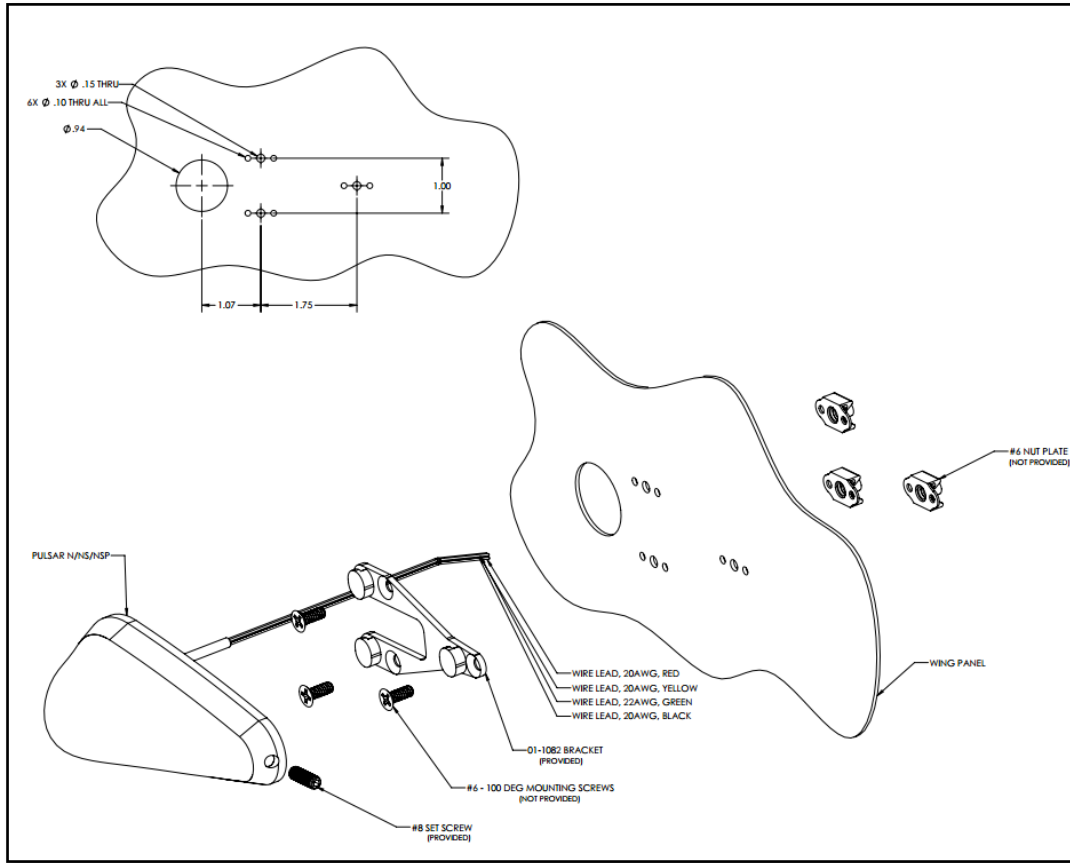 3X Ø .15 THRU
6X Ø .10 THRU ALL
Ø.94
1.00
1.07
1.75
#6 NUT PLATE
(NOT PROVIDED)
PULSAR N/NS/NSP
WING PANEL
WIRE LEAD, 20AWG, RED
WIRE LEAD, 20AWG, YELLOW
WIRE LEAD, 22AWG, GREEN
WIRE LEAD, 20AWG, BLACK
01-1082 BRACKET
(PROVIDED)
#6 - 100 DEG MOUNTING SCREWS
(NOT PROVIDED)
#8 SET SCREW
(PROVIDED)